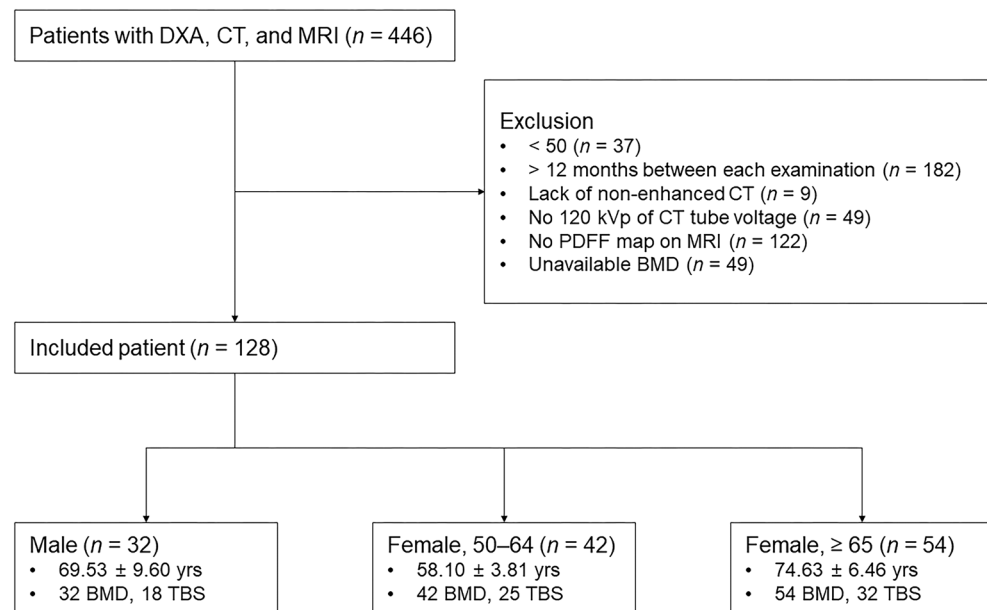 Patients with DXA, CT, and MRI (n = 446)
Exclusion
• < 50 (n = 37)
• > 12 months between each examination (n = 182)
• Lack of non-enhanced CT (n = 9)
• No 120 kVp of CT tube voltage (n = 49)
• No PDFF map on MRI (n = 122)
• Unavailable BMD (n = 49)
Included patient (n = 128)
Male (n = 32)
• 69.53 ± 9.60 yrs
• 32 BMD, 18 TBS
Female, 50–64 (n = 42)
• 58.10 ± 3.81 yrs
• 42 BMD, 25 TBS
Female, ≥ 65 (n = 54)
• 74.63 ± 6.46 yrs
• 54 BMD, 32 TBS